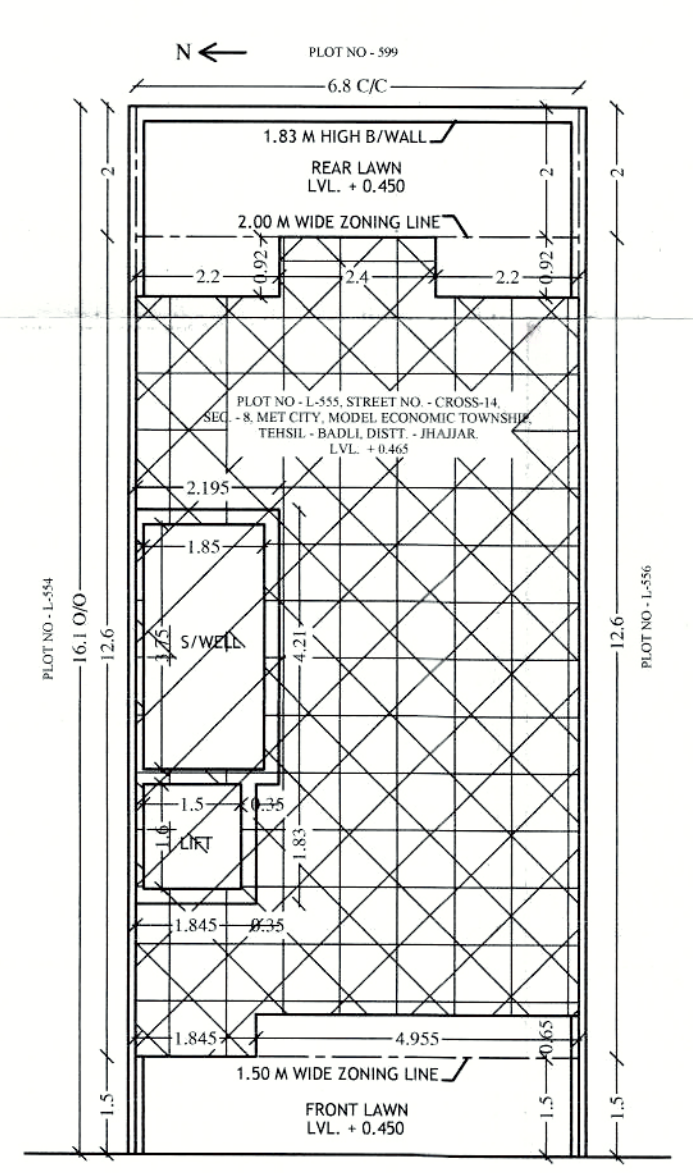 N
PLOT NO - 599
6.8 C/C
1.83 M HIGH B/WALL
REAR LAWN
LVL. + 0.450
2
2
2
2.00 M WIDE ZONING LINE
2.2
0.92
2.4
2.2
0.92
PLOT NO - L-555, STREET NO. - CROSS-14,
SEC. - 8, MET CITY, MODEL ECONOMIC TOWNSHIP,
TEHSIL - BADLI, DISTT. - JHAJJAR.
LVL. + 0.465
2.195
1.85
PLOT NO - L-554
16.1 O/O
12.6
3.75
S/WELL
4.21
12.6
PLOT NO - L-556
1.5
0.35
1.6
LIFT
1.83
1.845
0.35
1.845
4.955
0.65
1.50 M WIDE ZONING LINE
1.5
FRONT LAWN
LVL. + 0.450
1.5
1.5